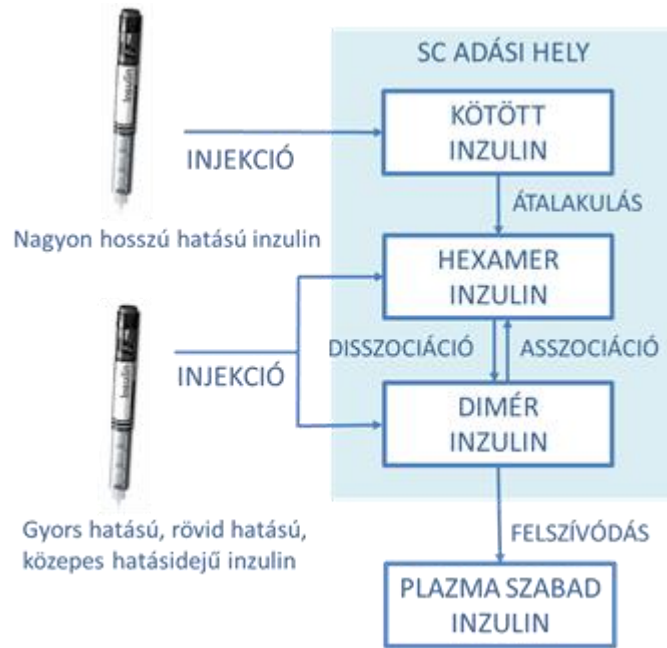 SC ADÁSI HELY
KÖTÖTT
INZULIN
INJEKCIÓ
ÁTALAKULÁS
Nagyon hosszú hatású inzulin
HEXAMER
INZULIN
DISSZOCIÁCIÓ
ASSZOCIÁCIÓ
INJEKCIÓ
DIMÉR
INZULIN
Gyors hatású, rövid hatású,
közepes hatásidejű inzulin
FELSZÍVÓDÁS
PLAZMA SZABAD
INZULIN